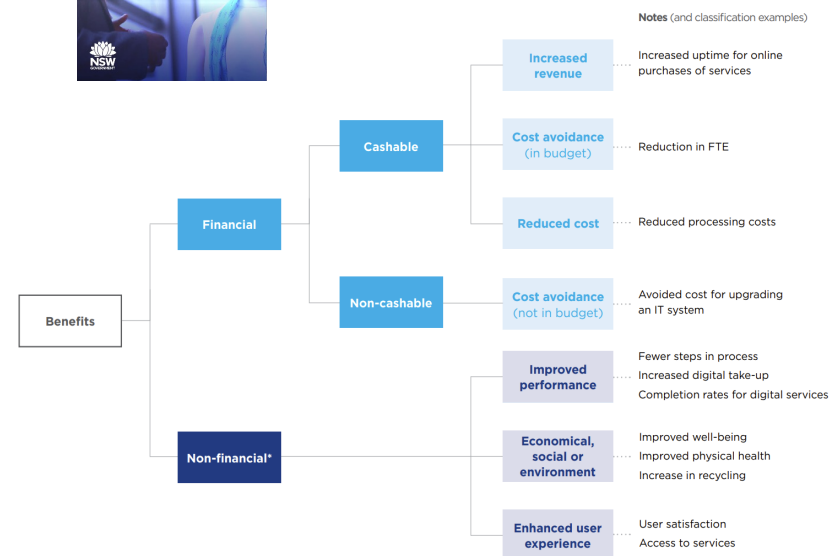 NSW
GOVERNMENT
Notes (and classification examples)
Increased
revenue
Increased uptime for online
purchases of services
Cost avoidance
(in budget)
Reduction in FTE
Cashable
Reduced cost
Reduced processing costs
Financial
Non-cashable
Cost avoidance
(not in budget)
Avoided cost for upgrading
an IT system
Benefits
Improved
performance
Fewer steps in process
Increased digital take-up
Completion rates for digital services
Non-financial*
Economical,
social or
environment
Improved well-being
Improved physical health
Increase in recycling
Enhanced user
experience
User satisfaction
Access to services